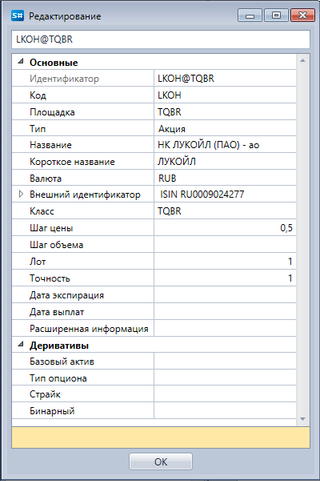 S# Редактирование
LKOH@TQBR
Основные
Идентификатор LKOH@TQBR
Код LKOH
Площадка TQBR
Тип Акция
Название НК ЛУКОЙЛ (ПАО) - ао
Короткое название ЛУКОЙЛ
Валюта RUB
Внешний идентификатор ISIN RU0009024277
Класс TQBR
Шаг цены 0,5
Шаг объема
Лот 1
Точность 1
Дата экспирация
Дата выплат
Расширенная информация
Деривативы
Базовый актив
Тип опциона
Страйк
Бинарный
OK